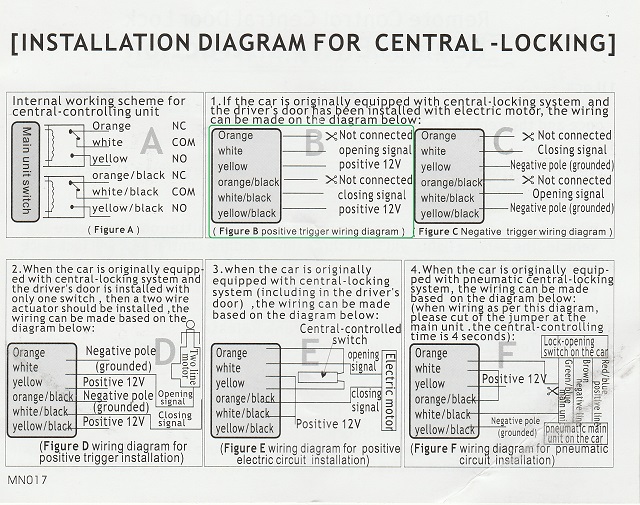 [INSTALLATION DIAGRAM FOR CENTRAL -LOCKING]
Internal working scheme for
central-controlling unit
Main unit switch
Orange NC
white COM
yellow NO
orange/black NC
white/black COM
yellow/black NO
A
( Figure A )
1.If the car is originally equipped with central-locking system and
the driver's door has been installed with electric motor, the wiring
can be made on the diagram below:
B
Orange Not connected
white opening signal
yellow positive 12V
orange/black Not connected
white/black closing signal
yellow/black positive 12V
( Figure B positive trigger wiring diagram )
C
Orange Not connected
white Closing signal
yellow Negative pole (grounded)
orange/black Not connected
white/black Opening signal
yellow/black Negative pole (grounded)
Figure C Negative trigger wiring diagram )
2.When the car is originally equipp-
ed with central-locking system and
the driver's door is installed with
only one switch , then a two wire
actuator should be installed ,the
wiring can be made based on the
diagram below:
D
Orange
white
yellow
orange/black
white/black
yellow/black
Negative pole
(grounded)
Positive 12V
Negative pole
(grounded)
Positive 12V
Two line
motor
Opening
signal
Closing
signal
(Figure D wiring diagram for
positive trigger installation)
3.when the car is originally
equipped with central-locking
system (including in the driver's
door) ,the wiring can be made
based on the diagram below:
Central-controlled
switch
E
Orange
white
yellow
orange/black
white/black
yellow/black
opening
signal
closing
signal
Electric motor
Positive 12V
(Figure E wiring diagram for positive
electric circuit installation)
4.When the car is originally equip-
ped with pneumatic central-locking
system, the wiring can be made
based on the diagram below:
(when wiring as per this diagram,
please cut of the jumper at the
main unit .the central-controlling
time is 4 seconds):
F
Lock-opening
switch on the car
Orange
white
yellow
orange/black
white/black
yellow/black
Positive 12V
Negative pole
(grounded)
Green/blue
main unit
Brown
negative line
Red/blue
positive line
pneumatic main
unit on the car
(Figure F wiring diagram for pneumatic
circuit installation)
MN017